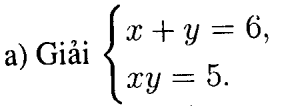 a) Giải { x + y = 6,
xy = 5.